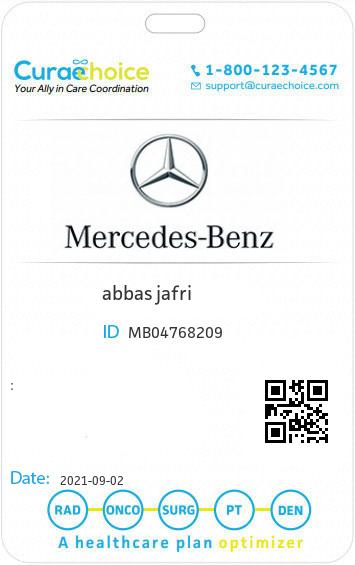 Curaechoice
Your Ally in Care Coordination
1-800-123-4567
support@curaechoice.com
Mercedes-Benz
abbas jafri
ID MB04768209
:
Date: 2021-09-02
RAD ONCO SURG PT DEN
A healthcare plan optimizer